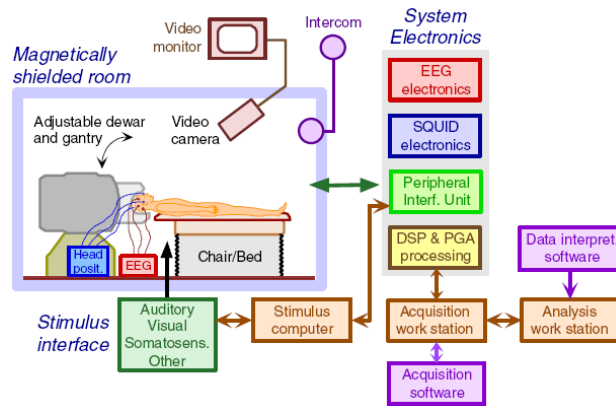 Video
monitor
Intercom
System
Electronics
Magnetically
shielded room
EEG
electronics
Adjustable dewar
and gantry
Video
camera
SQUID
electronics
Peripheral
Interf. Unit
DSP & PGA
processing
Data interpret.
software
Head
posit.
EEG
Chair/Bed
Stimulus
interface
Auditory
Visual
Somatosens.
Other
Stimulus
computer
Acquisition
work station
Analysis
work station
Acquisition
software